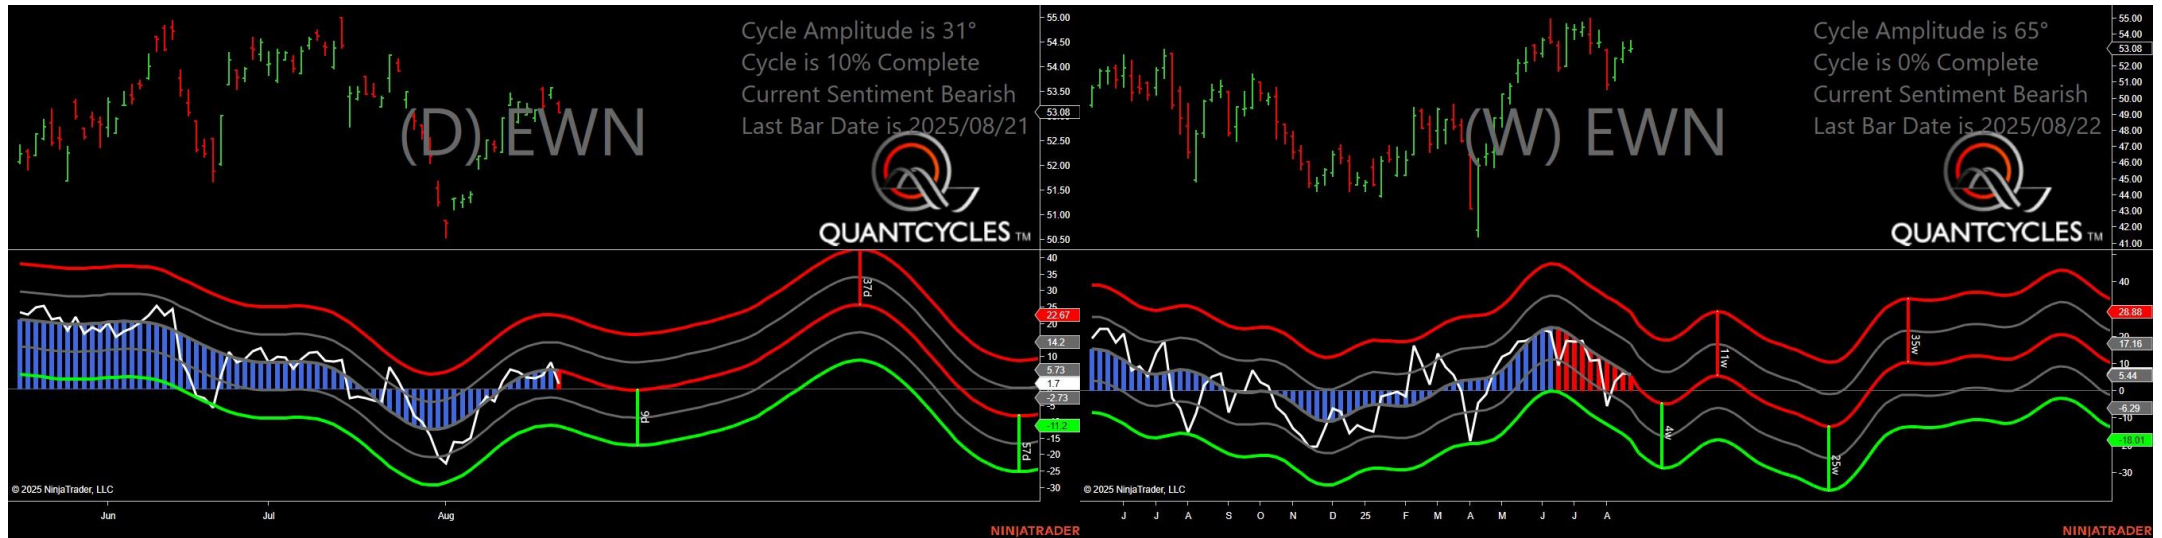 Cycle Amplitude is 31°
Cycle is 10% Complete
Current Sentiment Bearish
Last Bar Date is 2025/08/21
(D) EWN
QUANTCYCLES TM
55.00
54.50
54.00
53.50
53.08
52.50
52.00
51.50
51.00
50.50
37d
9d
57d
40
35
30
25
22.67
20
14.2
10
5.73
1.7
-2.73
-5
-11.2
-15
-20
-25
-30
© 2025 NinjaTrader, LLC
Jun
Jul
Aug
NINJATRADER
Cycle Amplitude is 65°
Cycle is 0% Complete
Current Sentiment Bearish
Last Bar Date is 2025/08/22
(W) EWN
QUANTCYCLES TM
55.00
54.00
53.08
52.00
51.00
50.00
49.00
48.00
47.00
46.00
45.00
44.00
43.00
42.00
41.00
4w
11w
25w
35w
40
28.88
20
17.16
10
5.44
0
-6.29
-10
-18.01
-30
© 2025 NinjaTrader, LLC
J
J
A
S
O
N
D
25
F
M
A
M
J
J
A
NINJATRADER